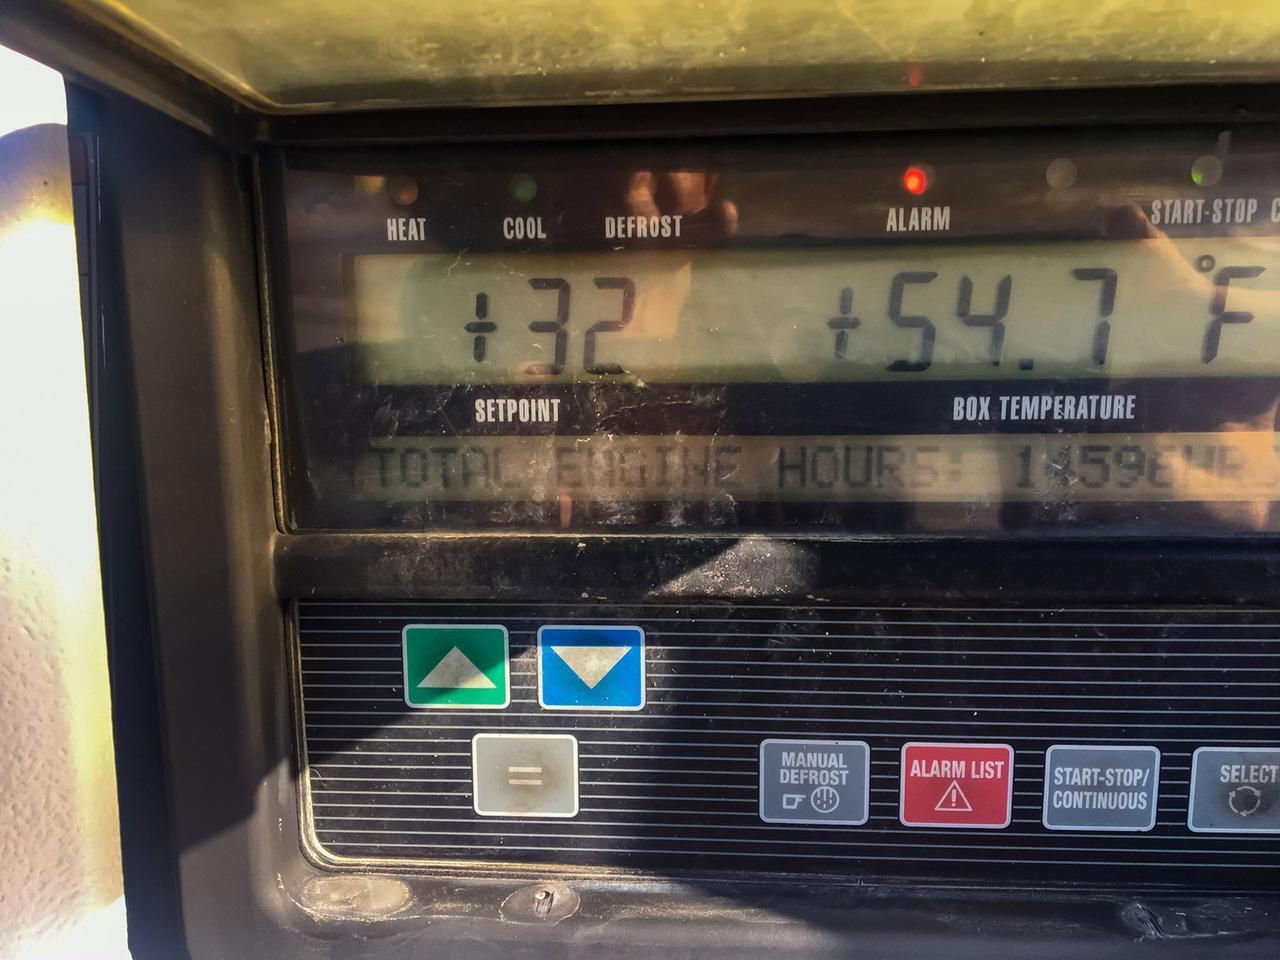 HEAT COOL DEFROST ALARM START-STOP C
+32 +54.7 °F
SETPOINT BOX TEMPERATURE
TOTAL ENGINE HOURS: 14596HR
=
MANUAL DEFROST
ALARM LIST
START-STOP/
CONTINUOUS
SELECT